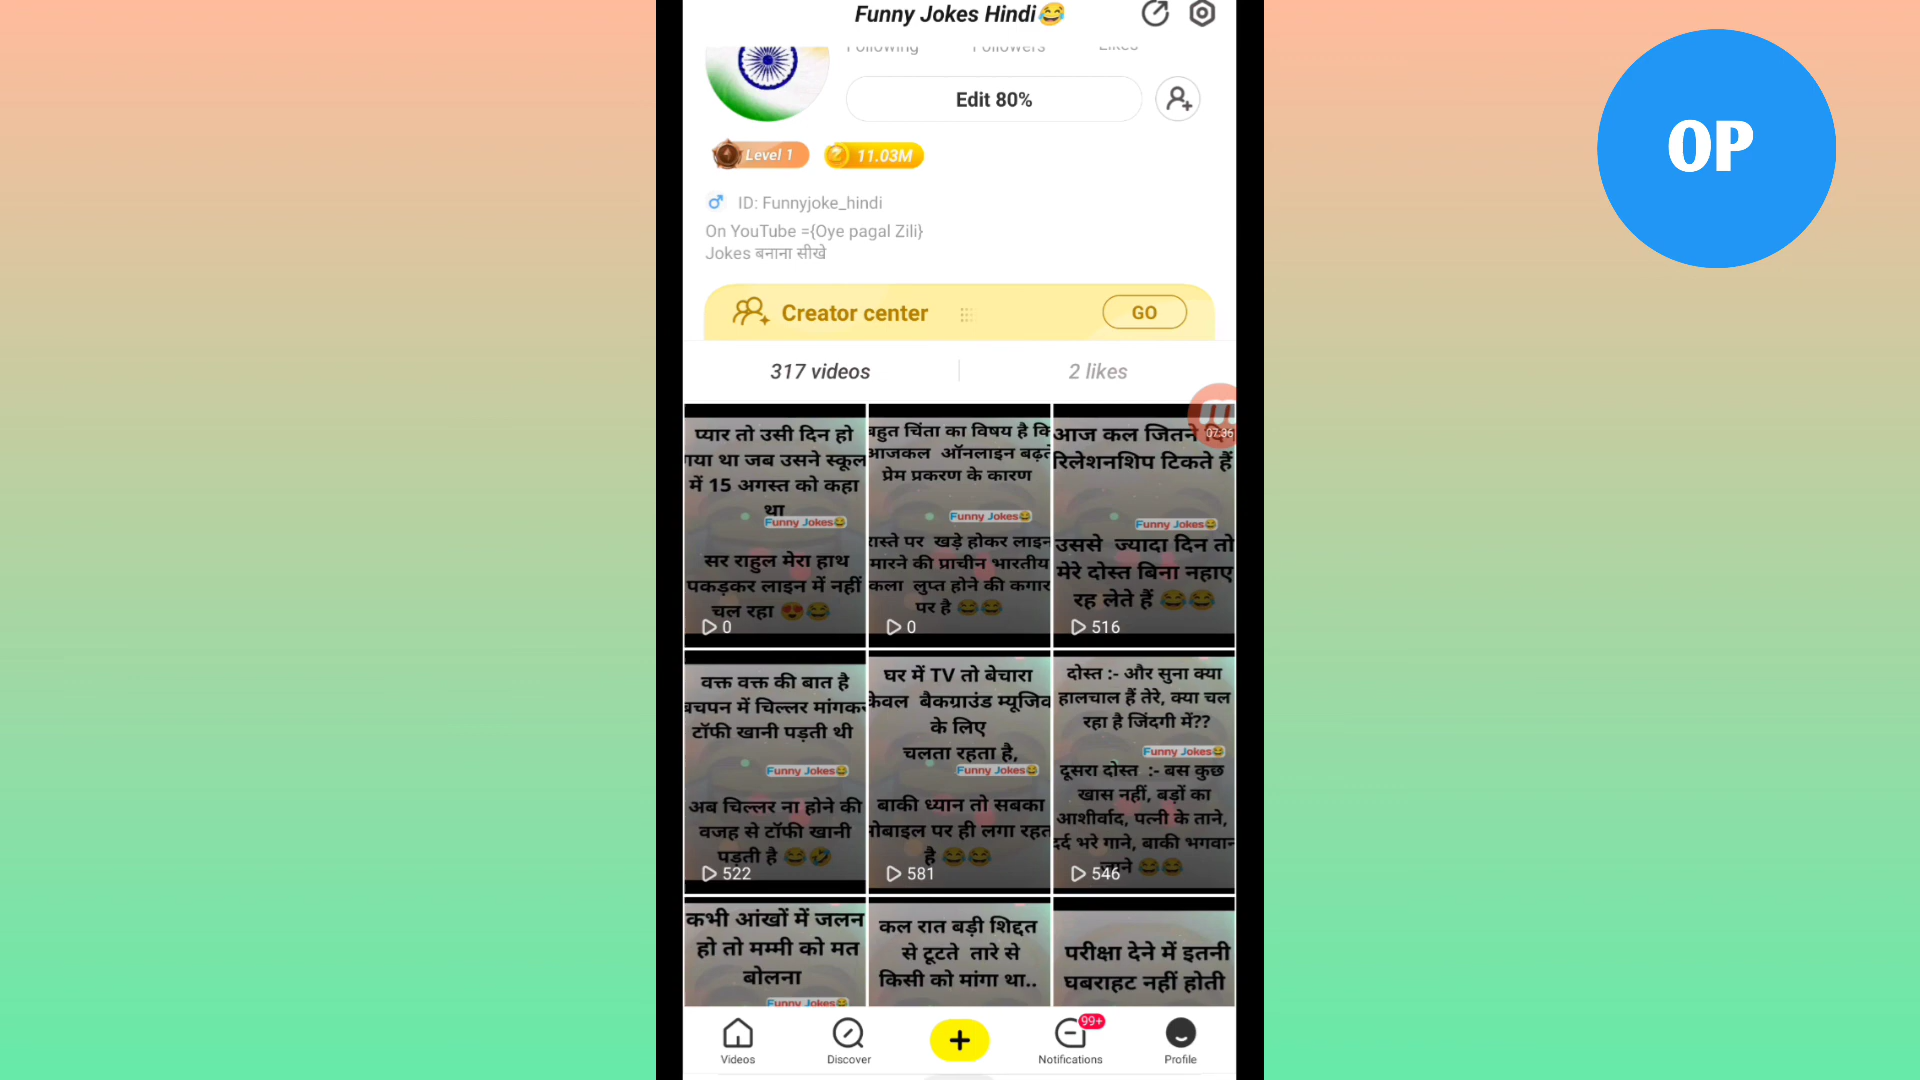 Funny Jokes Hindi😂
OP
Following Followers Likes
Edit 80%
Level 1 11.03M
ID: Funnyjoke_hindi
On YouTube ={Oye pagal Zili}
Jokes बनाना सीखे
Creator center GO
317 videos 2 likes
07:36
प्यार तो उसी दिन हो
गया था जब उसने स्कूल
में 15 अगस्त को कहा
था
Funny Jokes😂
सर राहुल मेरा हाथ
पकड़कर लाइन में नहीं
चल रहा 😍😂
0
बहुत चिंता का विषय है कि
आजकल ऑनलाइन बढ़ते
प्रेम प्रकरण के कारण
Funny Jokes😂
रास्ते पर खड़े होकर लाइन
मारने की प्राचीन भारतीय
कला लुप्त होने की कगार
पर है 😂😂
0
आज कल जितने दिन
रिलेशनशिप टिकते हैं
Funny Jokes😂
उससे ज्यादा दिन तो
मेरे दोस्त बिना नहाए
रह लेते हैं 😂😂
516
वक्त वक्त की बात है
बचपन में चिल्लर मांगकर
टॉफी खानी पड़ती थी
Funny Jokes😂
अब चिल्लर ना होने की
वजह से टॉफी खानी
पड़ती है 😂🤣
522
घर में TV तो बेचारा
केवल बैकग्राउंड म्यूजिक
के लिए
चलता रहता है,
Funny Jokes😂
बाकी ध्यान तो सबका
मोबाइल पर ही लगा रहता
है 😂😂
581
दोस्त :- और सुना क्या
हालचाल हैं तेरे, क्या चल
रहा है जिंदगी में??
Funny Jokes😂
दूसरा दोस्त :- बस कुछ
खास नहीं, बड़ों का
आशीर्वाद, पत्नी के ताने,
दर्द भरे गाने, बाकी भगवान
जाने 😂😂
546
कभी आंखों में जलन
हो तो मम्मी को मत
बोलना
Funny Jokes😂
कल रात बड़ी शिद्दत
से टूटते तारे से
किसी को मांगा था..
परीक्षा देने में इतनी
घबराहट नहीं होती
99+
Videos Discover Notifications Profile